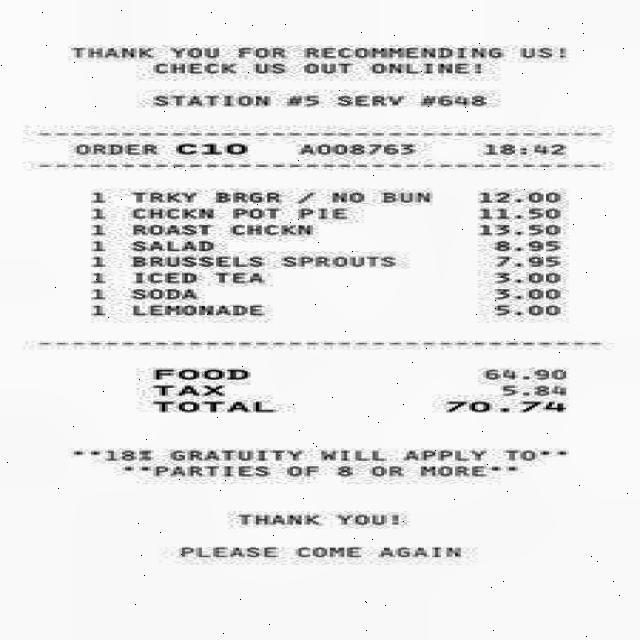 THANK YOU FOR RECOMMENDING US!
CHECK US OUT ONLINE!
STATION #5 SERV #648
ORDER C10 A008763 18:42
1 TRKY BRGR / NO BUN 12.00
1 CHCKN POT PIE 11.50
1 ROAST CHCKN 13.50
1 SALAD 8.95
1 BRUSSELS SPROUTS 7.95
1 ICED TEA 3.00
1 SODA 3.00
1 LEMONADE 5.00
FOOD 64.90
TAX 5.84
TOTAL 70.74
**18% GRATUITY WILL APPLY TO**
**PARTIES OF 8 OR MORE**
THANK YOU!
PLEASE COME AGAIN